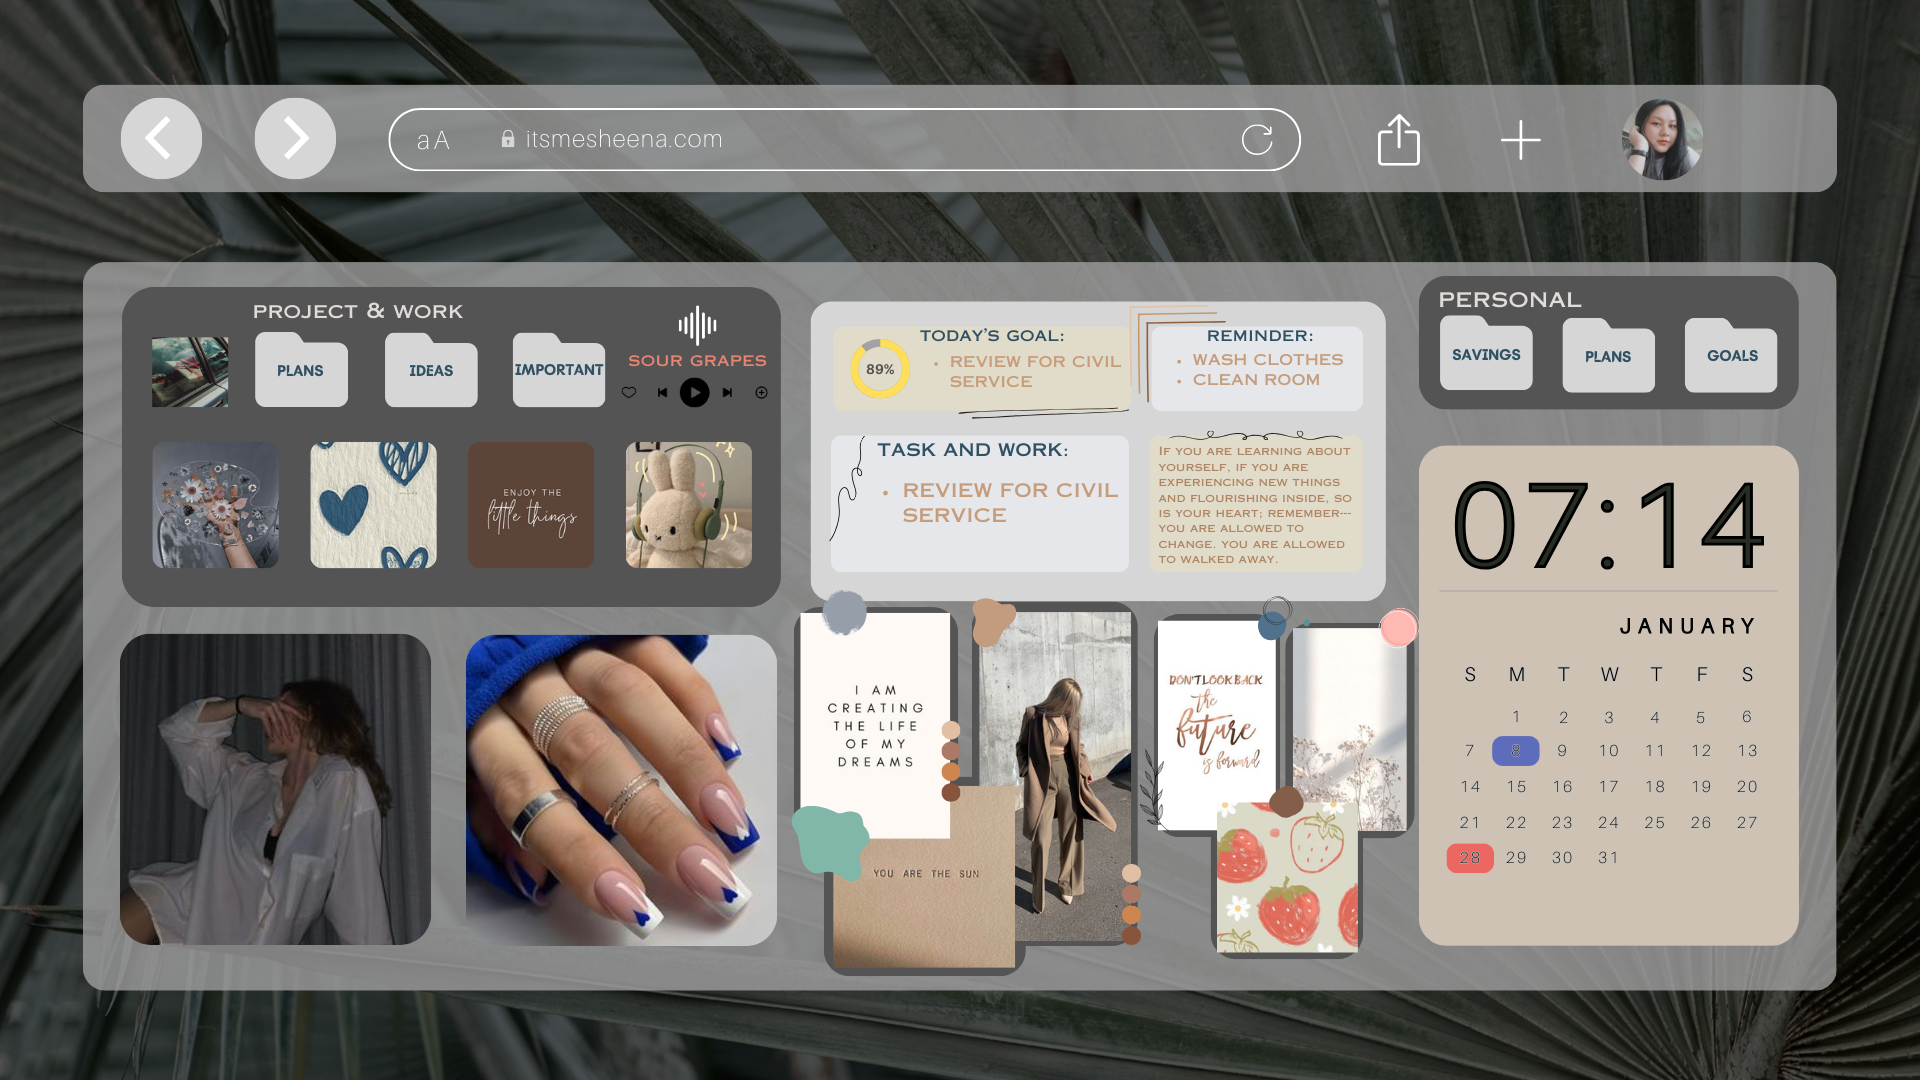 aA
itsmesheena.com
PROJECT & WORK
PLANS
IDEAS
IMPORTANT
SOUR GRAPES
ENJOY THE
little things
TODAY'S GOAL:
89%
• REVIEW FOR CIVIL
SERVICE
REMINDER:
• WASH CLOTHES
• CLEAN ROOM
TASK AND WORK:
• REVIEW FOR CIVIL
SERVICE
IF YOU ARE LEARNING ABOUT
YOURSELF, IF YOU ARE
EXPERIENCING NEW THINGS
AND FLOURISHING INSIDE, SO
IS YOUR HEART; REMEMBER---
YOU ARE ALLOWED TO
CHANGE. YOU ARE ALLOWED
TO WALKED AWAY.
PERSONAL
SAVINGS
PLANS
GOALS
07:14
JANUARY
S M T W T F S
1 2 3 4 5 6
7 8 9 10 11 12 13
14 15 16 17 18 19 20
21 22 23 24 25 26 27
28 29 30 31
I AM
CREATING
THE LIFE
OF MY
DREAMS
YOU ARE THE SUN
DON'T LOOK BACK
the
future
is forward